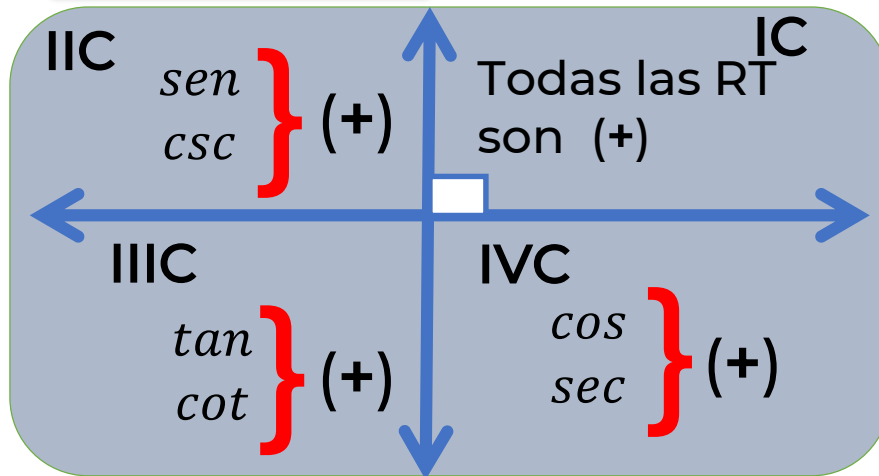 IIC
sen
csc
(+)
IC
Todas las RT
son (+)
IIIC
tan
cot
(+)
IVC
cos
sec
(+)